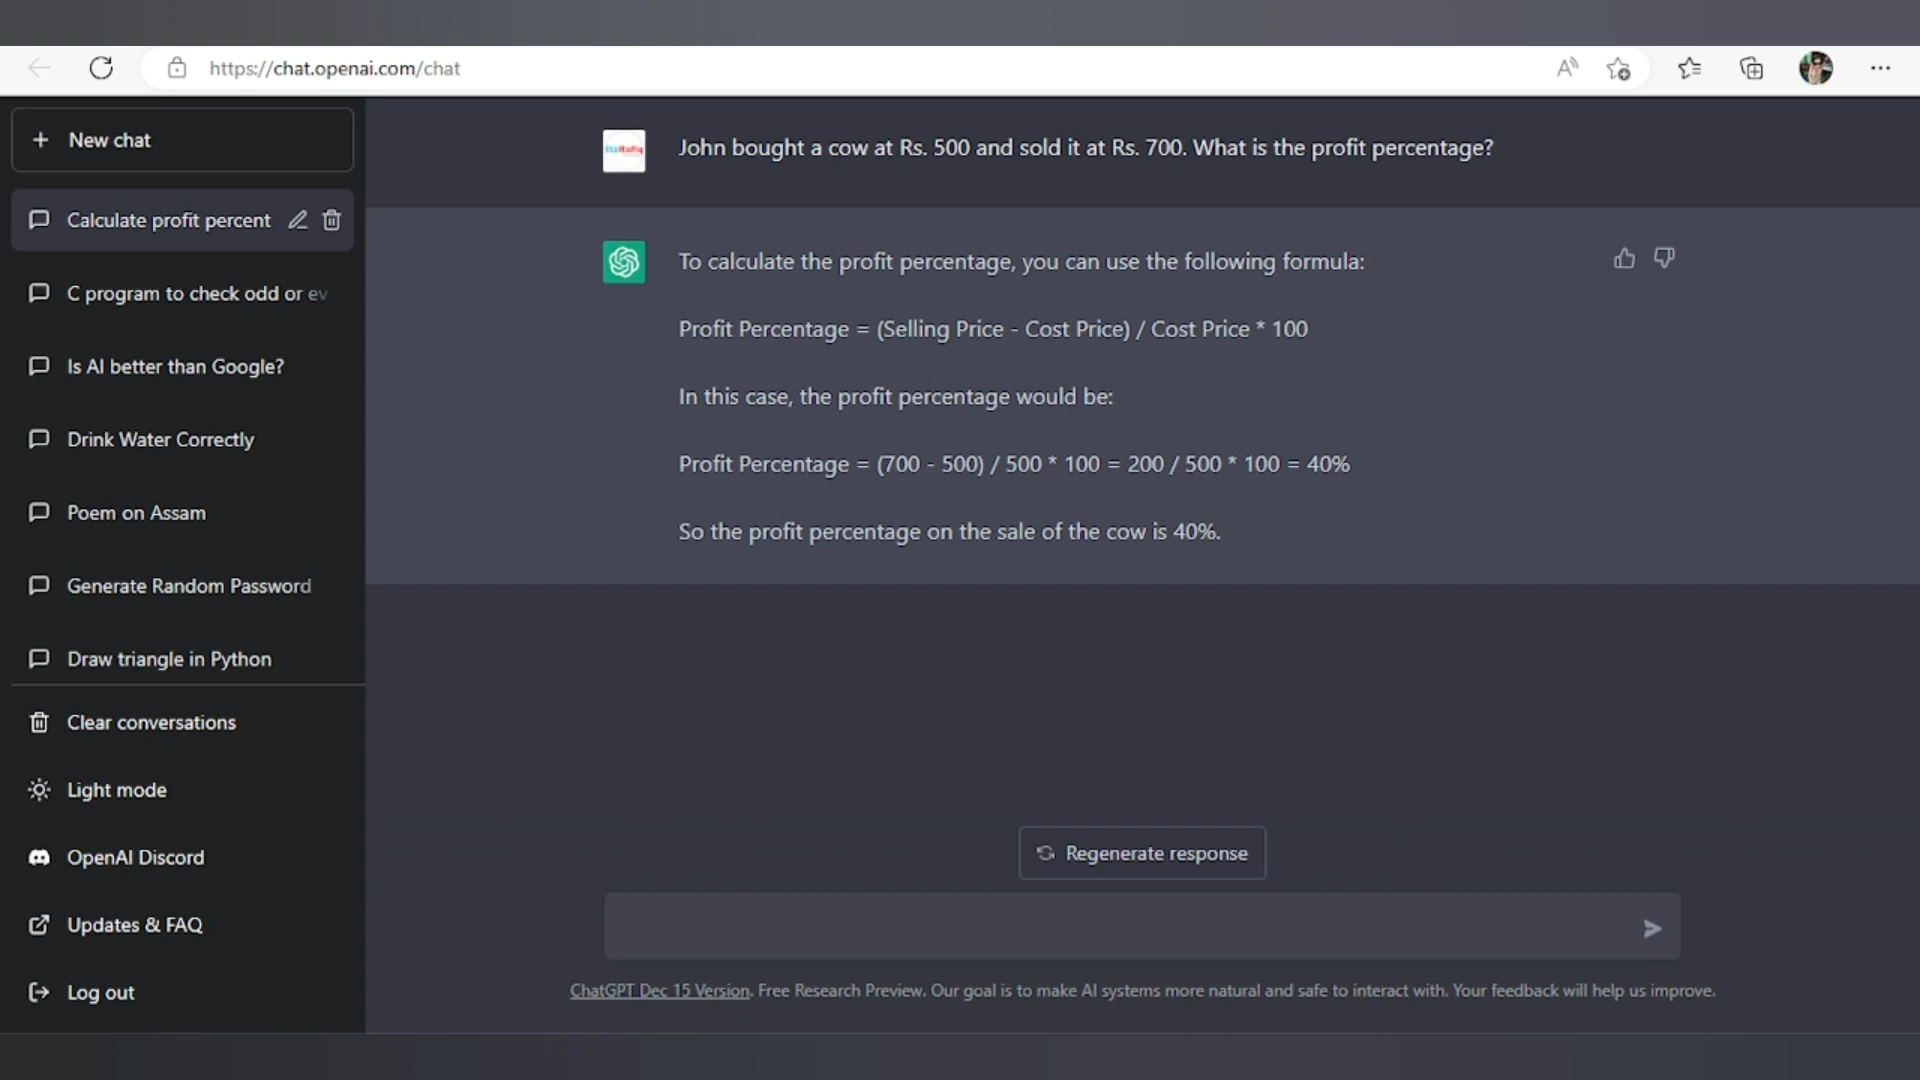 https://chat.openai.com/chat
New chat
Calculate profit percent
C program to check odd or ev
Is AI better than Google?
Drink Water Correctly
Poem on Assam
Generate Random Password
Draw triangle in Python
Clear conversations
Light mode
OpenAI Discord
Updates & FAQ
Log out
John bought a cow at Rs. 500 and sold it at Rs. 700. What is the profit percentage?
To calculate the profit percentage, you can use the following formula:
Profit Percentage = (Selling Price - Cost Price) / Cost Price * 100
In this case, the profit percentage would be:
Profit Percentage = (700 - 500) / 500 * 100 = 200 / 500 * 100 = 40%
So the profit percentage on the sale of the cow is 40%.
Regenerate response
ChatGPT Dec 15 Version. Free Research Preview. Our goal is to make AI systems more natural and safe to interact with. Your feedback will help us improve.